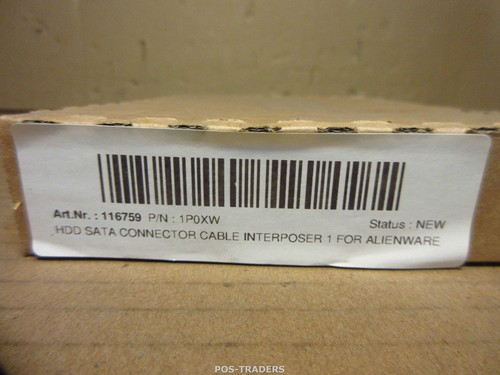 Art.Nr. : 116759 P/N : 1P0XW Status : NEW
HDD SATA CONNECTOR CABLE INTERPOSER 1 FOR ALIENWARE
POS-TRADERS